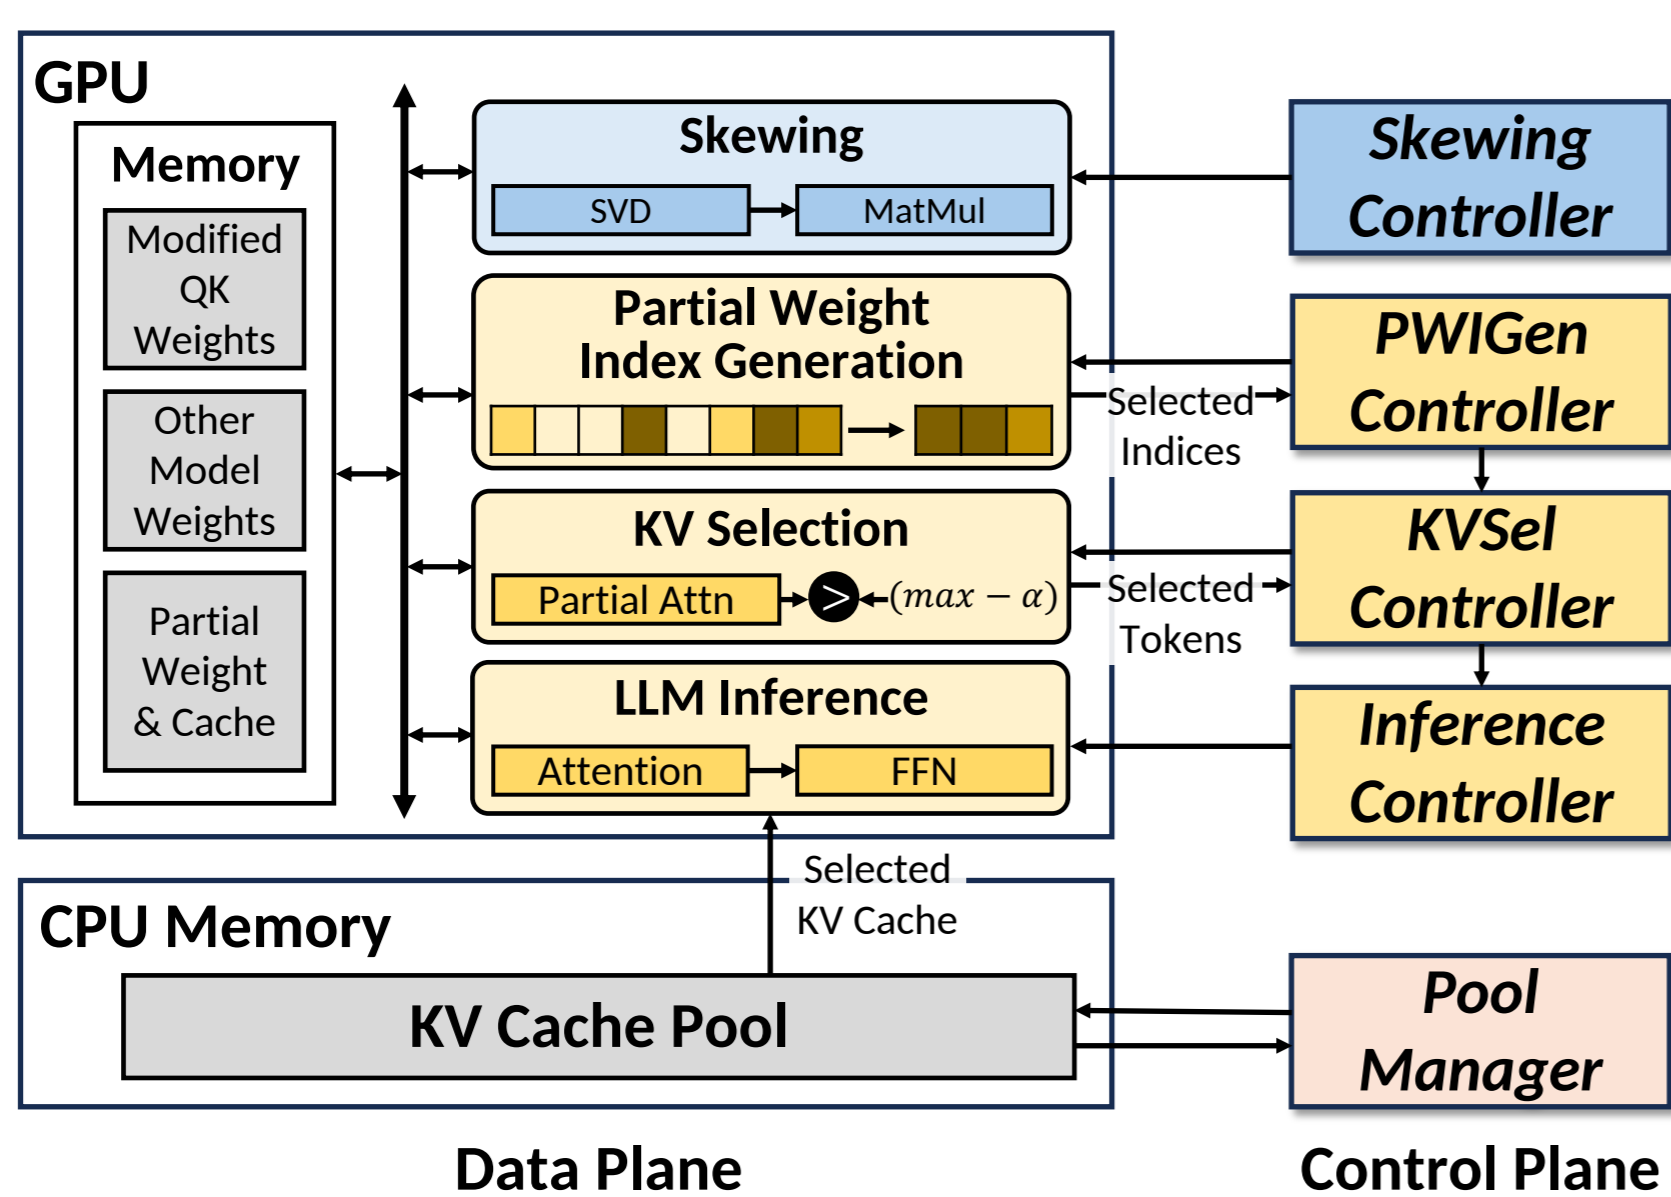 GPU
Memory
Modified
QK
Weights
Other
Model
Weights
Partial
Weight
& Cache
Skewing
SVD
MatMul
Partial Weight
Index Generation
KV Selection
Partial Attn
>
(max − α)
LLM Inference
Attention
FFN
Selected
Indices
Selected
Tokens
Skewing
Controller
PWIGen
Controller
KVSel
Controller
Inference
Controller
Selected
KV Cache
CPU Memory
KV Cache Pool
Pool
Manager
Data Plane
Control Plane